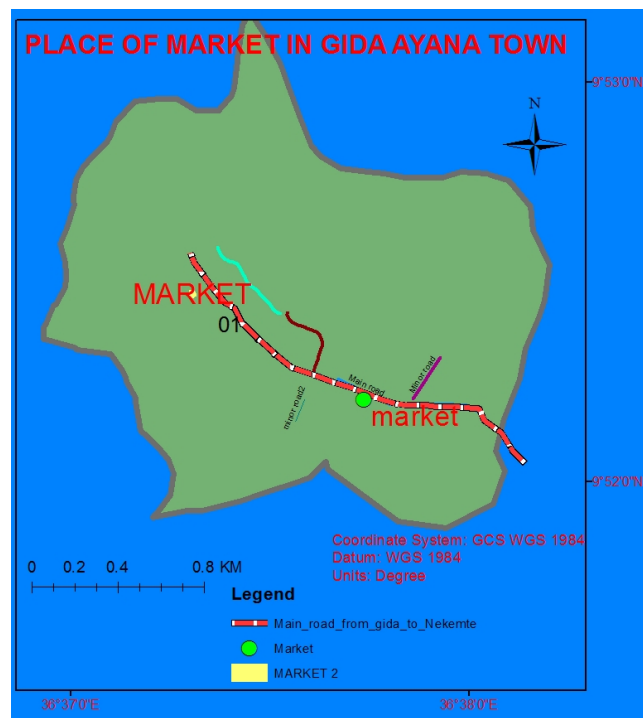 PLACE OF MARKET IN GIDA AYANA TOWN
9°53'0"N
N
MARKET
01
Main road
Minor road
minor road2
market
9°52'0"N
Coordinate System: GCS WGS 1984
Datum: WGS 1984
Units: Degree
0 0.2 0.4 0.8 KM
Legend
Main_road_from_gida_to_Nekemte
Market
MARKET 2
36°37'0"E 36°38'0"E